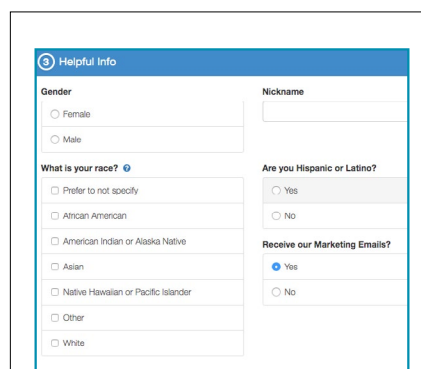 3 Helpful Info
Gender
Female
Male
Nickname
What is your race? ?
Prefer to not specify
African American
American Indian or Alaska Native
Asian
Native Hawaiian or Pacific Islander
Other
White
Are you Hispanic or Latino?
Yes
No
Receive our Marketing Emails?
Yes
No